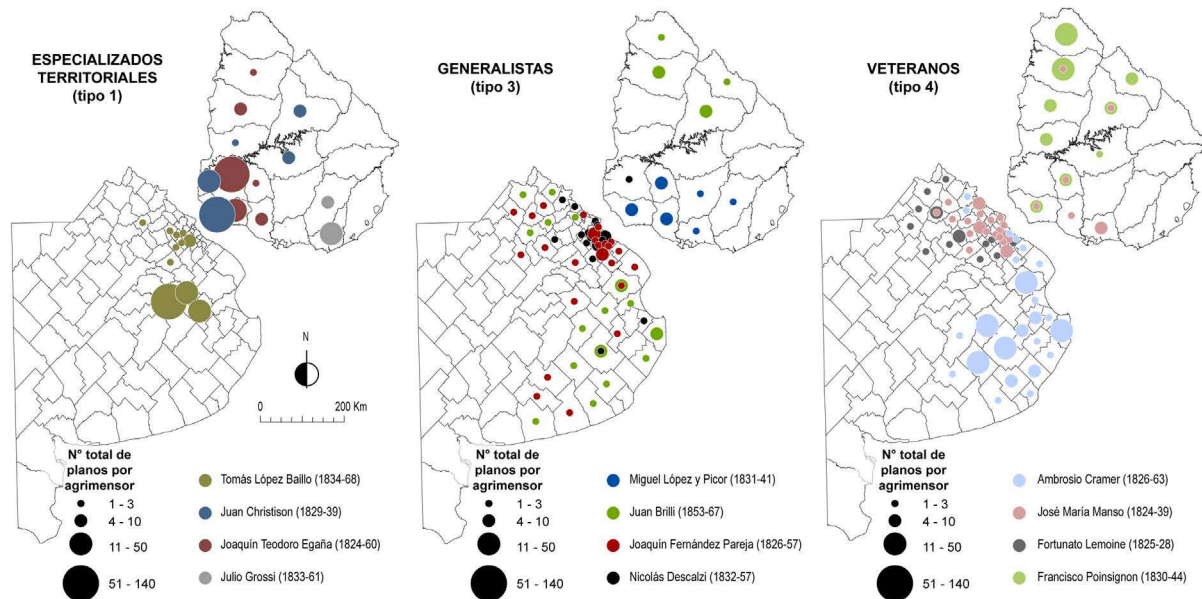 ESPECIALIZADOS
TERRITORIALES
(tipo 1)
N
0 200 Km
N° total de
planos por
agrimensor
1 - 3
4 - 10
11 - 50
51 - 140
Tomás López Baillo (1834-68)
Juan Christison (1829-39)
Joaquín Teodoro Egaña (1824-60)
Julio Grossi (1833-61)
GENERALISTAS
(tipo 3)
N° total de
planos por
agrimensor
1 - 3
4 - 10
11 - 50
51 - 140
Miguel López y Picor (1831-41)
Juan Brilli (1853-67)
Joaquín Fernández Pareja (1826-57)
Nicolás Descalzi (1832-57)
VETERANOS
(tipo 4)
N° total de
planos por
agrimensor
1 - 3
4 - 10
11 - 50
51 - 140
Ambrosio Cramer (1826-63)
José María Manso (1824-39)
Fortunato Lemoine (1825-28)
Francisco Poinsignon (1830-44)